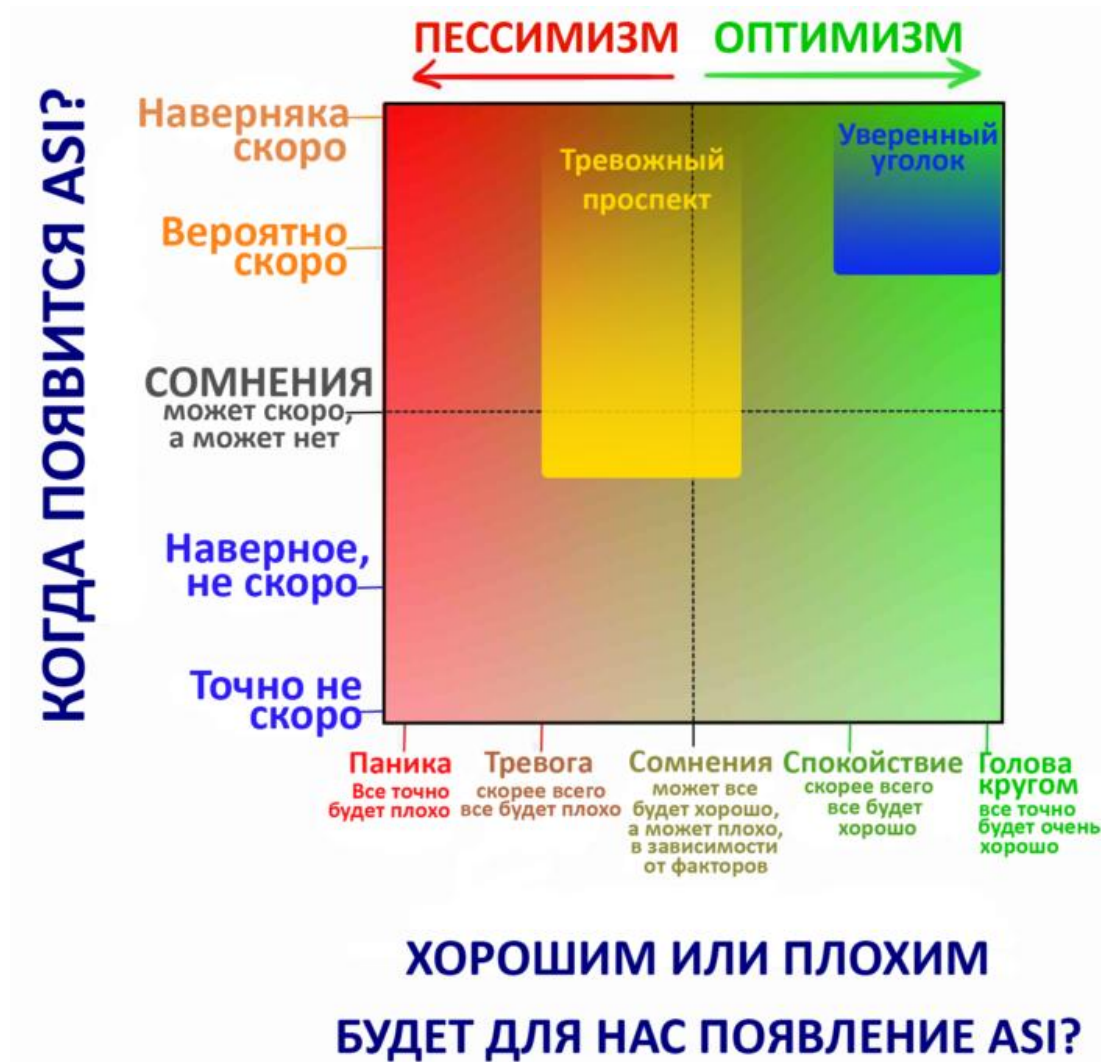 ПЕССИМИЗМ ОПТИМИЗМ
КОГДА ПОЯВИТСЯ ASI?
Наверняка
скоро
Вероятно
скоро
СОМНЕНИЯ
может скоро,
а может нет
Наверное,
не скоро
Точно не
скоро
Тревожный
проспект
Уверенный
уголок
Паника
Все точно
будет плохо
Тревога
скорее всего
все будет плохо
Сомнения
может все
будет хорошо,
а может плохо,
в зависимости
от факторов
Спокойствие
скорее всего
все будет
хорошо
Голова
кругом
все точно
будет очень
хорошо
ХОРОШИМ ИЛИ ПЛОХИМ
БУДЕТ ДЛЯ НАС ПОЯВЛЕНИЕ ASI?